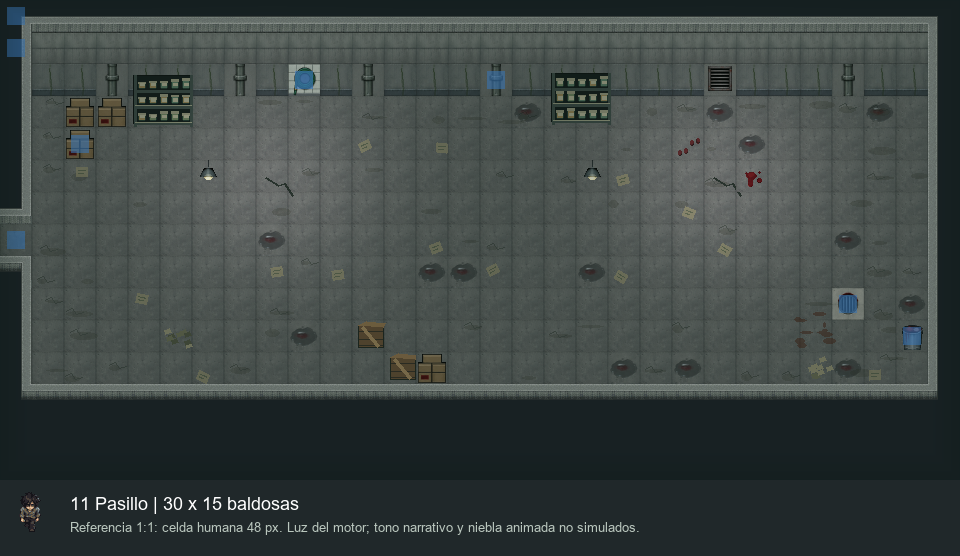 11 Pasillo | 30 x 15 baldosas
Referencia 1:1: celda humana 48 px. Luz del motor; tono narrativo y niebla animada no simulados.